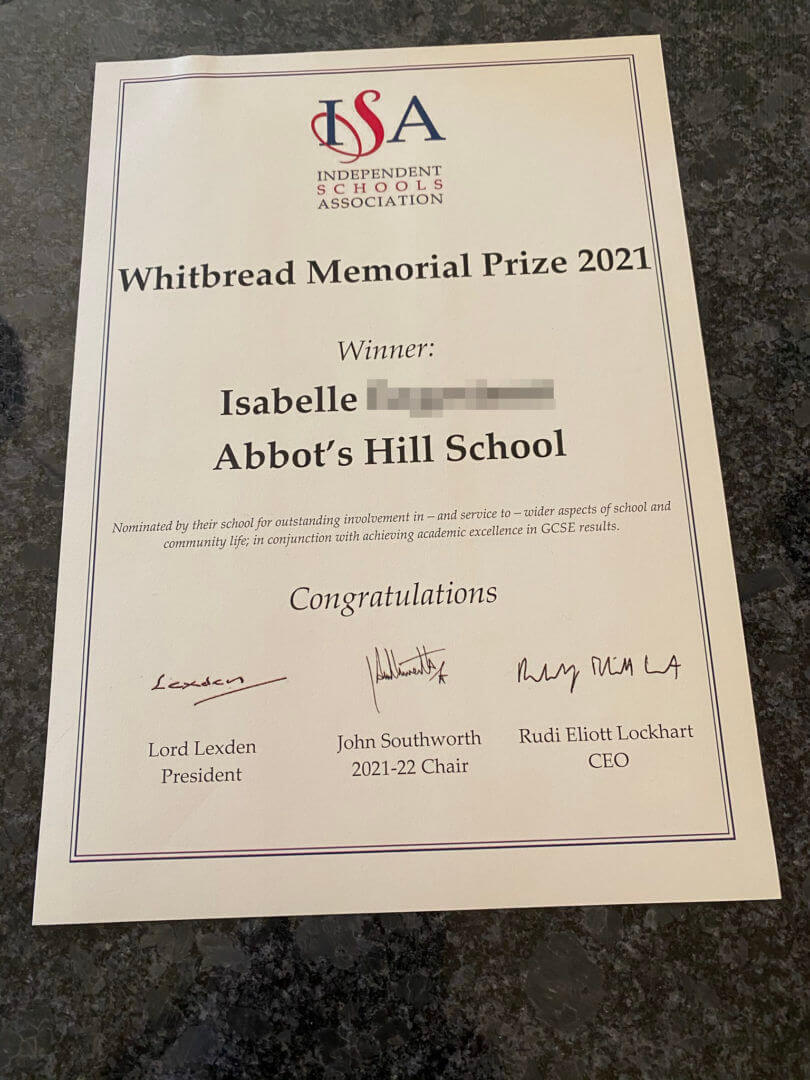 ISA
INDEPENDENT
SCHOOLS
ASSOCIATION
Whitbread Memorial Prize 2021
Winner:
Isabelle
Abbot's Hill School
Nominated by their school for outstanding involvement in – and service to – wider aspects of school and
community life; in conjunction with achieving academic excellence in GCSE results.
Congratulations
Lexden
Lord Lexden
President
John Southworth
2021-22 Chair
Rudi Eliott Lockhart
CEO